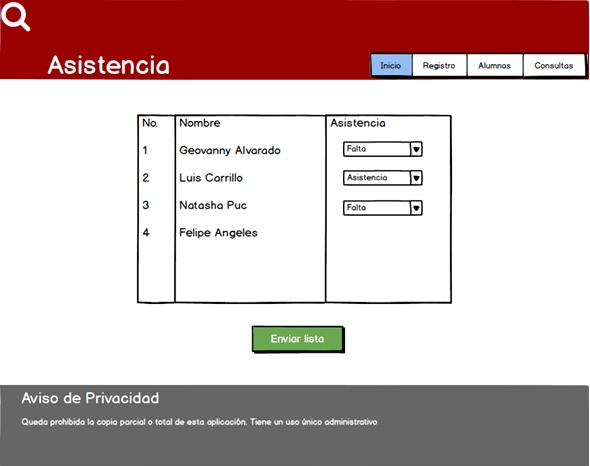 Asistencia
Inicio Registro Alumnos Consultas
No. Nombre Asistencia
1 Geovanny Alvarado Falta
2 Luis Carrillo Asistencia
3 Natasha Puc Falta
4 Felipe Angeles
Enviar lista
Aviso de Privacidad
Queda prohibida la copia parcial o total de esta aplicación. Tiene un uso único administrativo